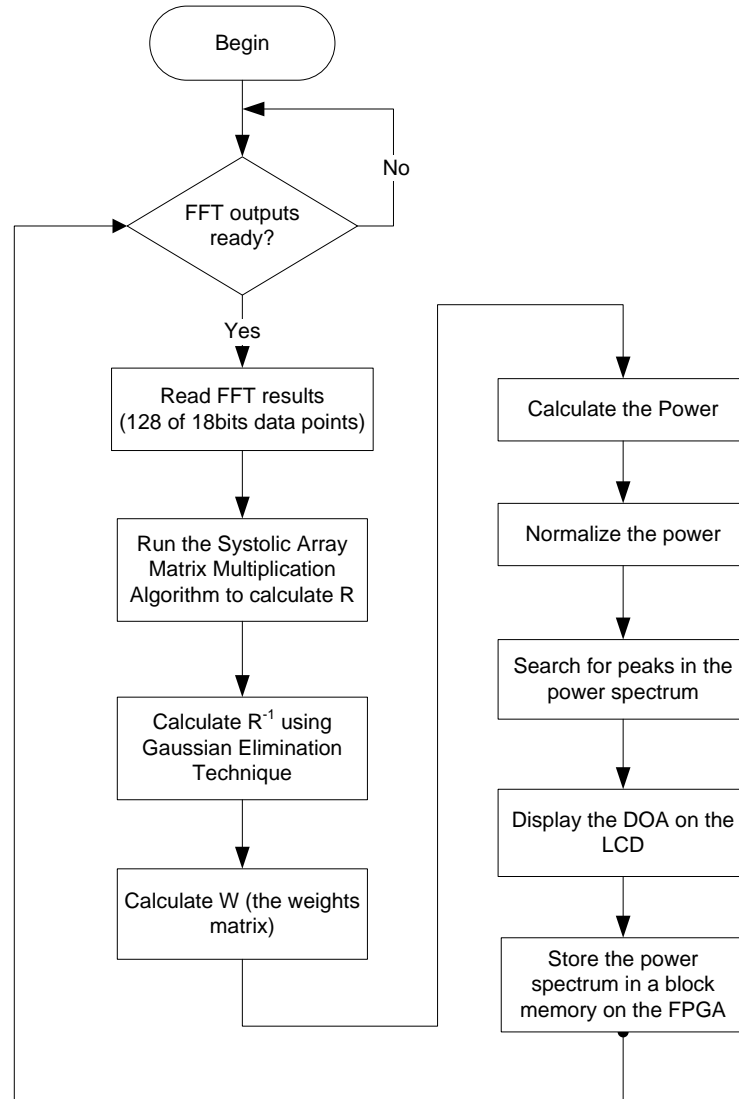 Begin
No
FFT outputs
ready?
Yes
Read FFT results
(128 of 18bits data points)
Run the Systolic Array
Matrix Multiplication
Algorithm to calculate R
Calculate R⁻¹ using
Gaussian Elimination
Technique
Calculate W (the weights
matrix)
Calculate the Power
Normalize the power
Search for peaks in the
power spectrum
Display the DOA on the
LCD
Store the power
spectrum in a block
memory on the FPGA